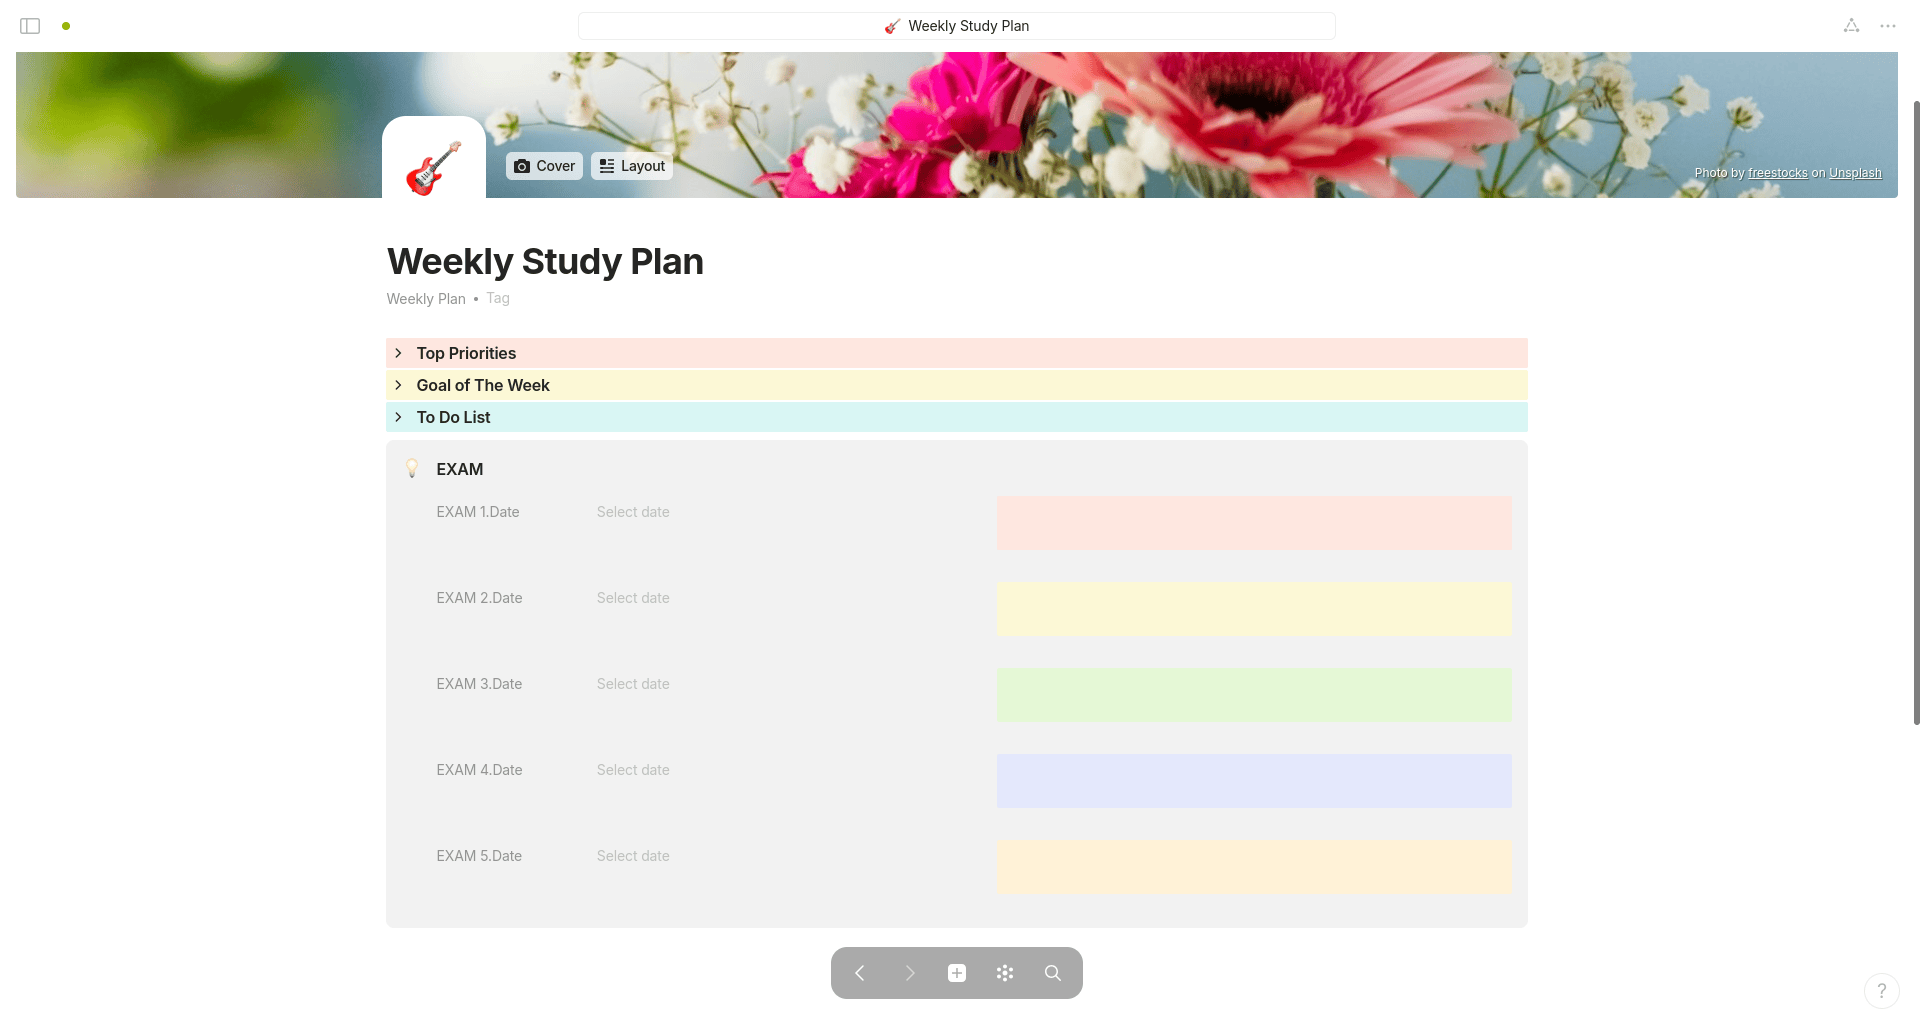 Weekly Study Plan
Cover
Layout
Photo by freestocks on Unsplash
Weekly Study Plan
Weekly Plan • Tag
Top Priorities
Goal of The Week
To Do List
EXAM
EXAM 1.Date Select date
EXAM 2.Date Select date
EXAM 3.Date Select date
EXAM 4.Date Select date
EXAM 5.Date Select date
?